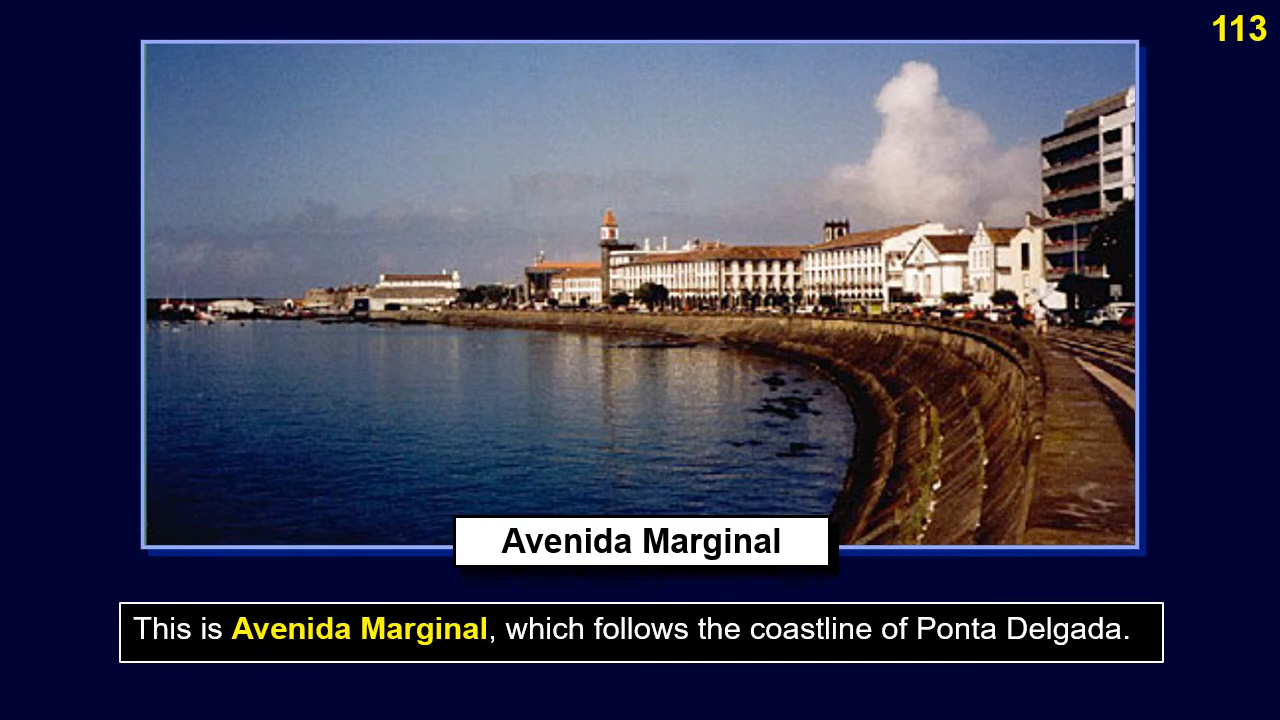 113
Avenida Marginal
This is Avenida Marginal, which follows the coastline of Ponta Delgada.